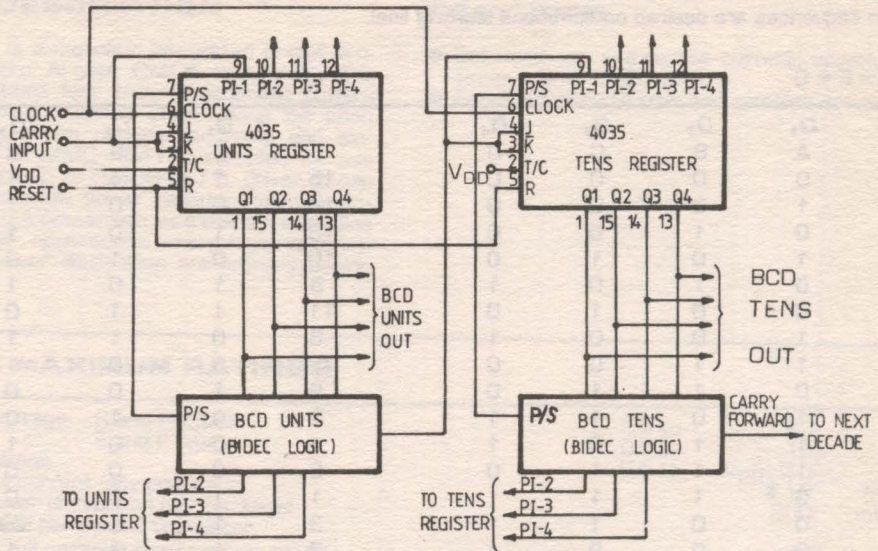 sequences are desired
9 10 11 12
PI-1 PI-2 PI-3 PI-4
7 P/S
6 CLOCK
4 J
3 K
2 T/C
5 R
4035
UNITS REGISTER
Q1 Q2 Q3 Q4
1 15 14 13
CLOCK
CARRY
INPUT
VDD
RESET
9 10 11 12
PI-1 PI-2 PI-3 PI-4
7 P/S
6 CLOCK
4 J
3 K
2 T/C
5 R
4035
TENS REGISTER
VDD
Q1 Q2 Q3 Q4
1 15 14 13
BCD
UNITS
OUT
BCD
TENS
OUT
P/S BCD UNITS
(BIDEC LOGIC)
P/S BCD TENS
(BIDEC LOGIC)
CARRY
FORWARD TO NEXT
DECADE
TO UNITS
REGISTER
PI-2
PI-3
PI-4
TO TENS
REGISTER
PI-2
PI-3
PI-4